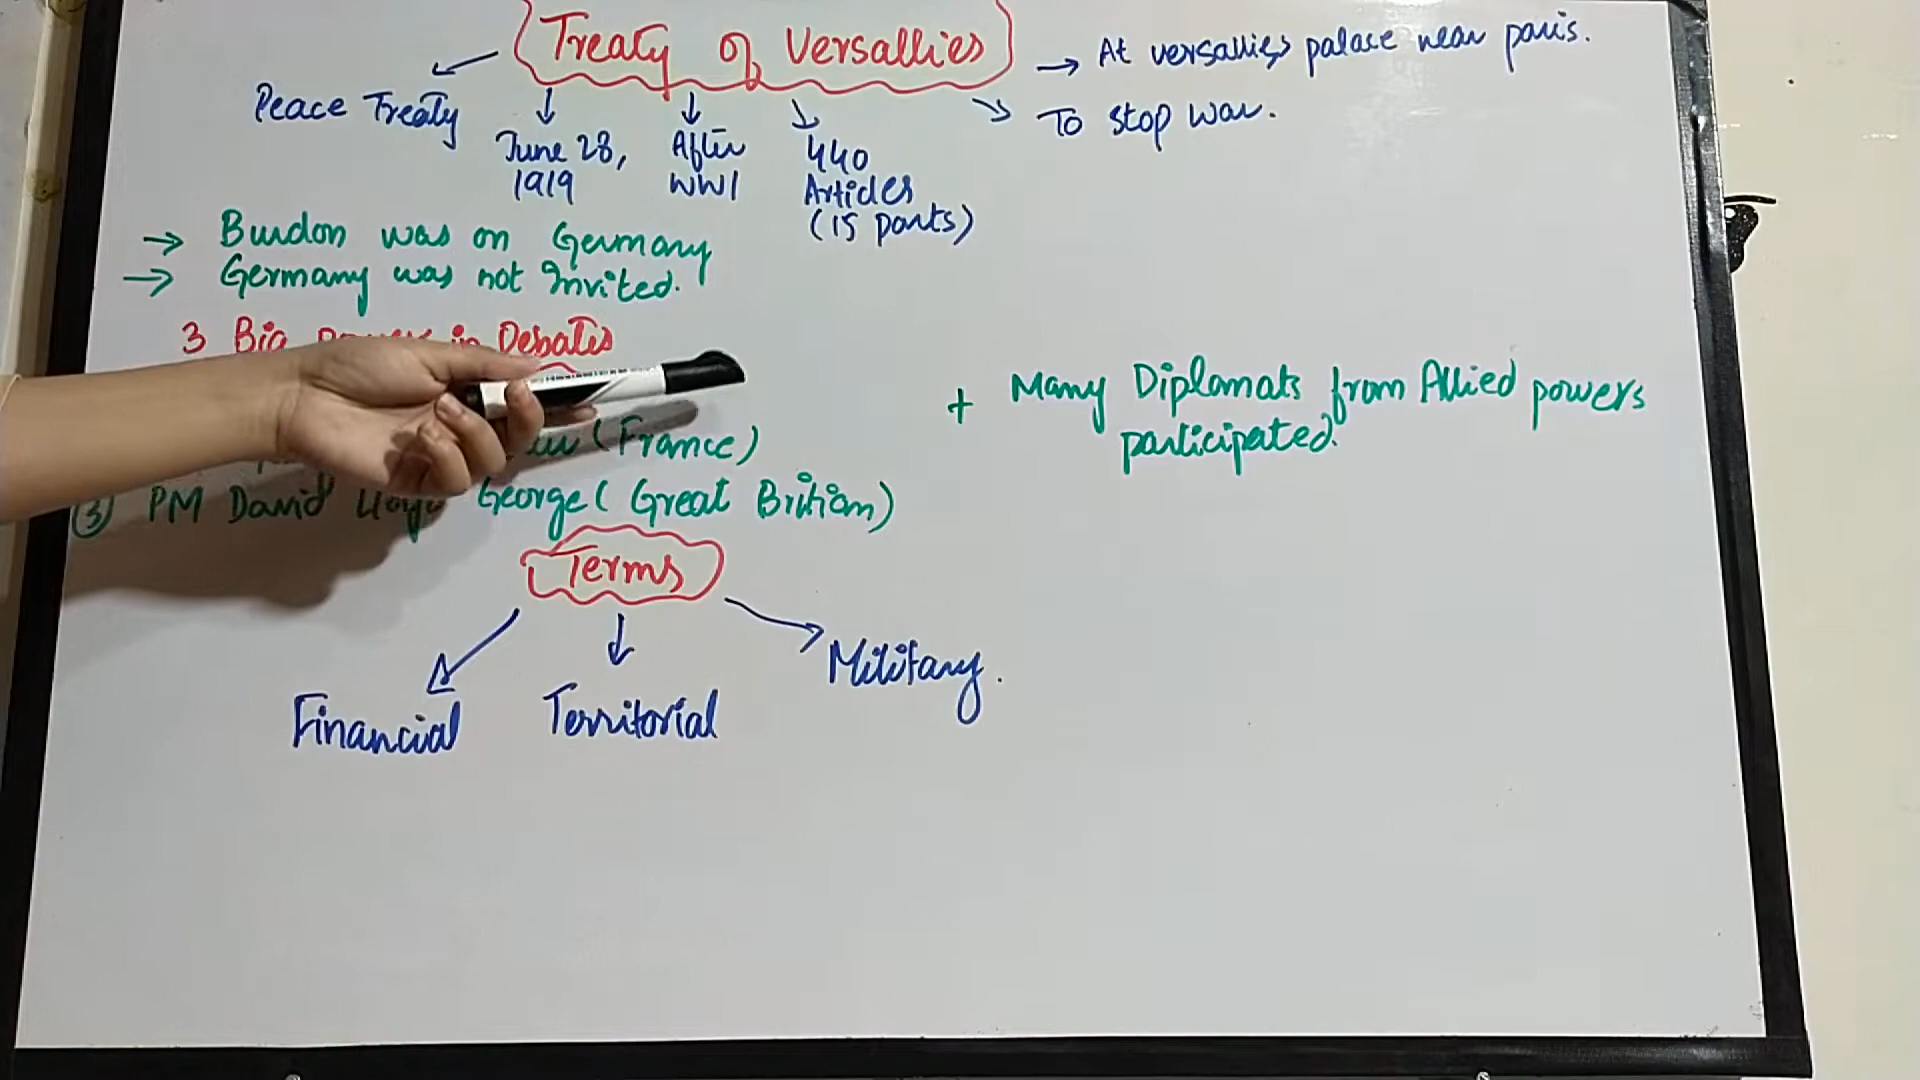 Treaty of Versallies
→ At versallies palace near paris.
Peace Treaty
June 28,
1919
After
WW1
440
Articles
(15 parts)
→ To stop war.
→ Burdon was on Germany
→ Germany was not Invited.
3 Big in Debates
(France)
+ Many Diplomats from Allied powers
participated.
③ PM David Lloyd George (Great Britian)
Terms
Financial
Territorial
Military.